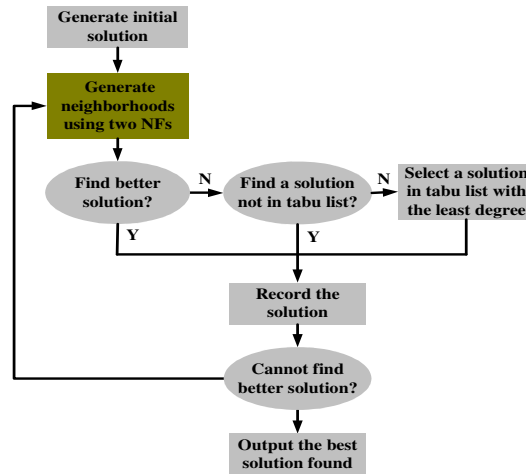 Generate initial
solution
Generate
neighborhoods
using two NFs
Find better
solution?
N
Find a solution
not in tabu list?
N
Select a solution
in tabu list with
the least degree
Y
Y
Record the
solution
Cannot find
better solution?
Output the best
solution found